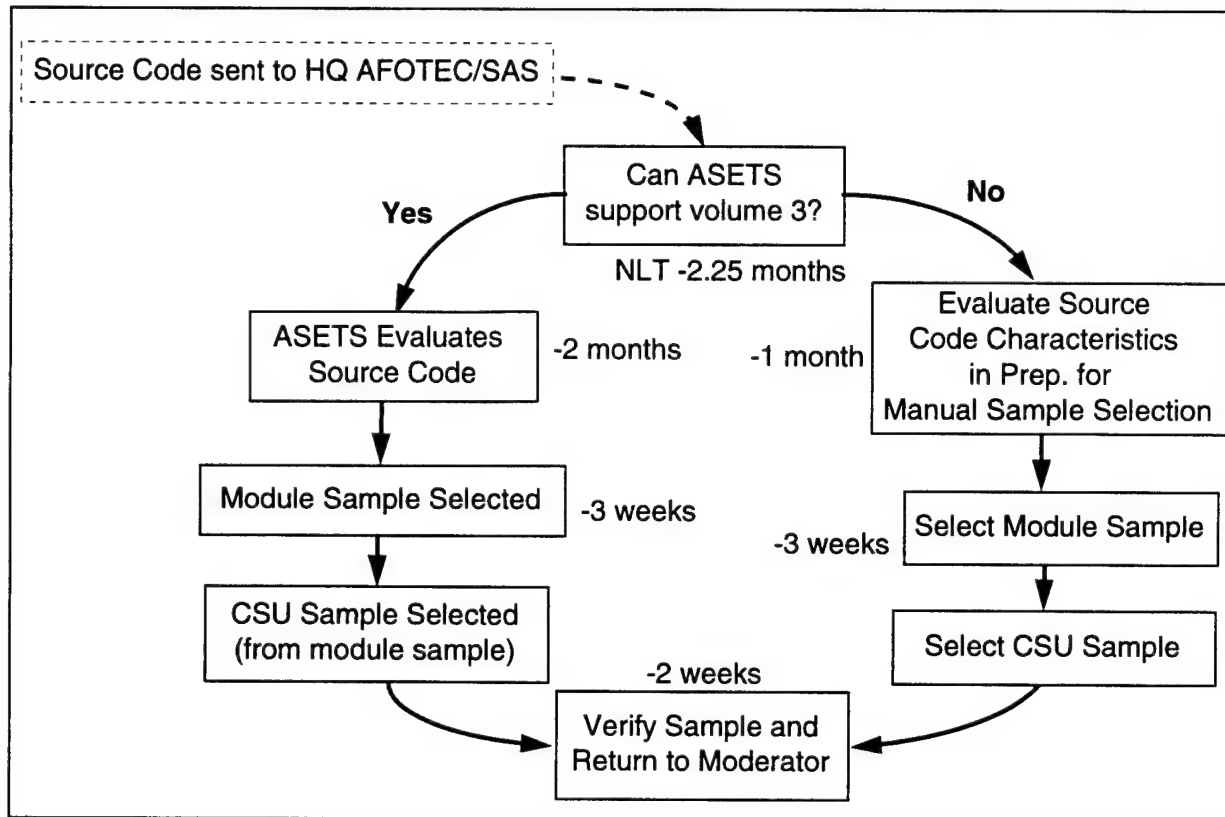 Source Code sent to HQ AFOTEC/SAS
Can ASETS
support volume 3?
Yes
No
NLT -2.25 months
ASETS Evaluates
Source Code
-2 months
-1 month
Evaluate Source
Code Characteristics
in Prep. for
Manual Sample Selection
Module Sample Selected
-3 weeks
-3 weeks
Select Module Sample
CSU Sample Selected
(from module sample)
Select CSU Sample
-2 weeks
Verify Sample and
Return to Moderator